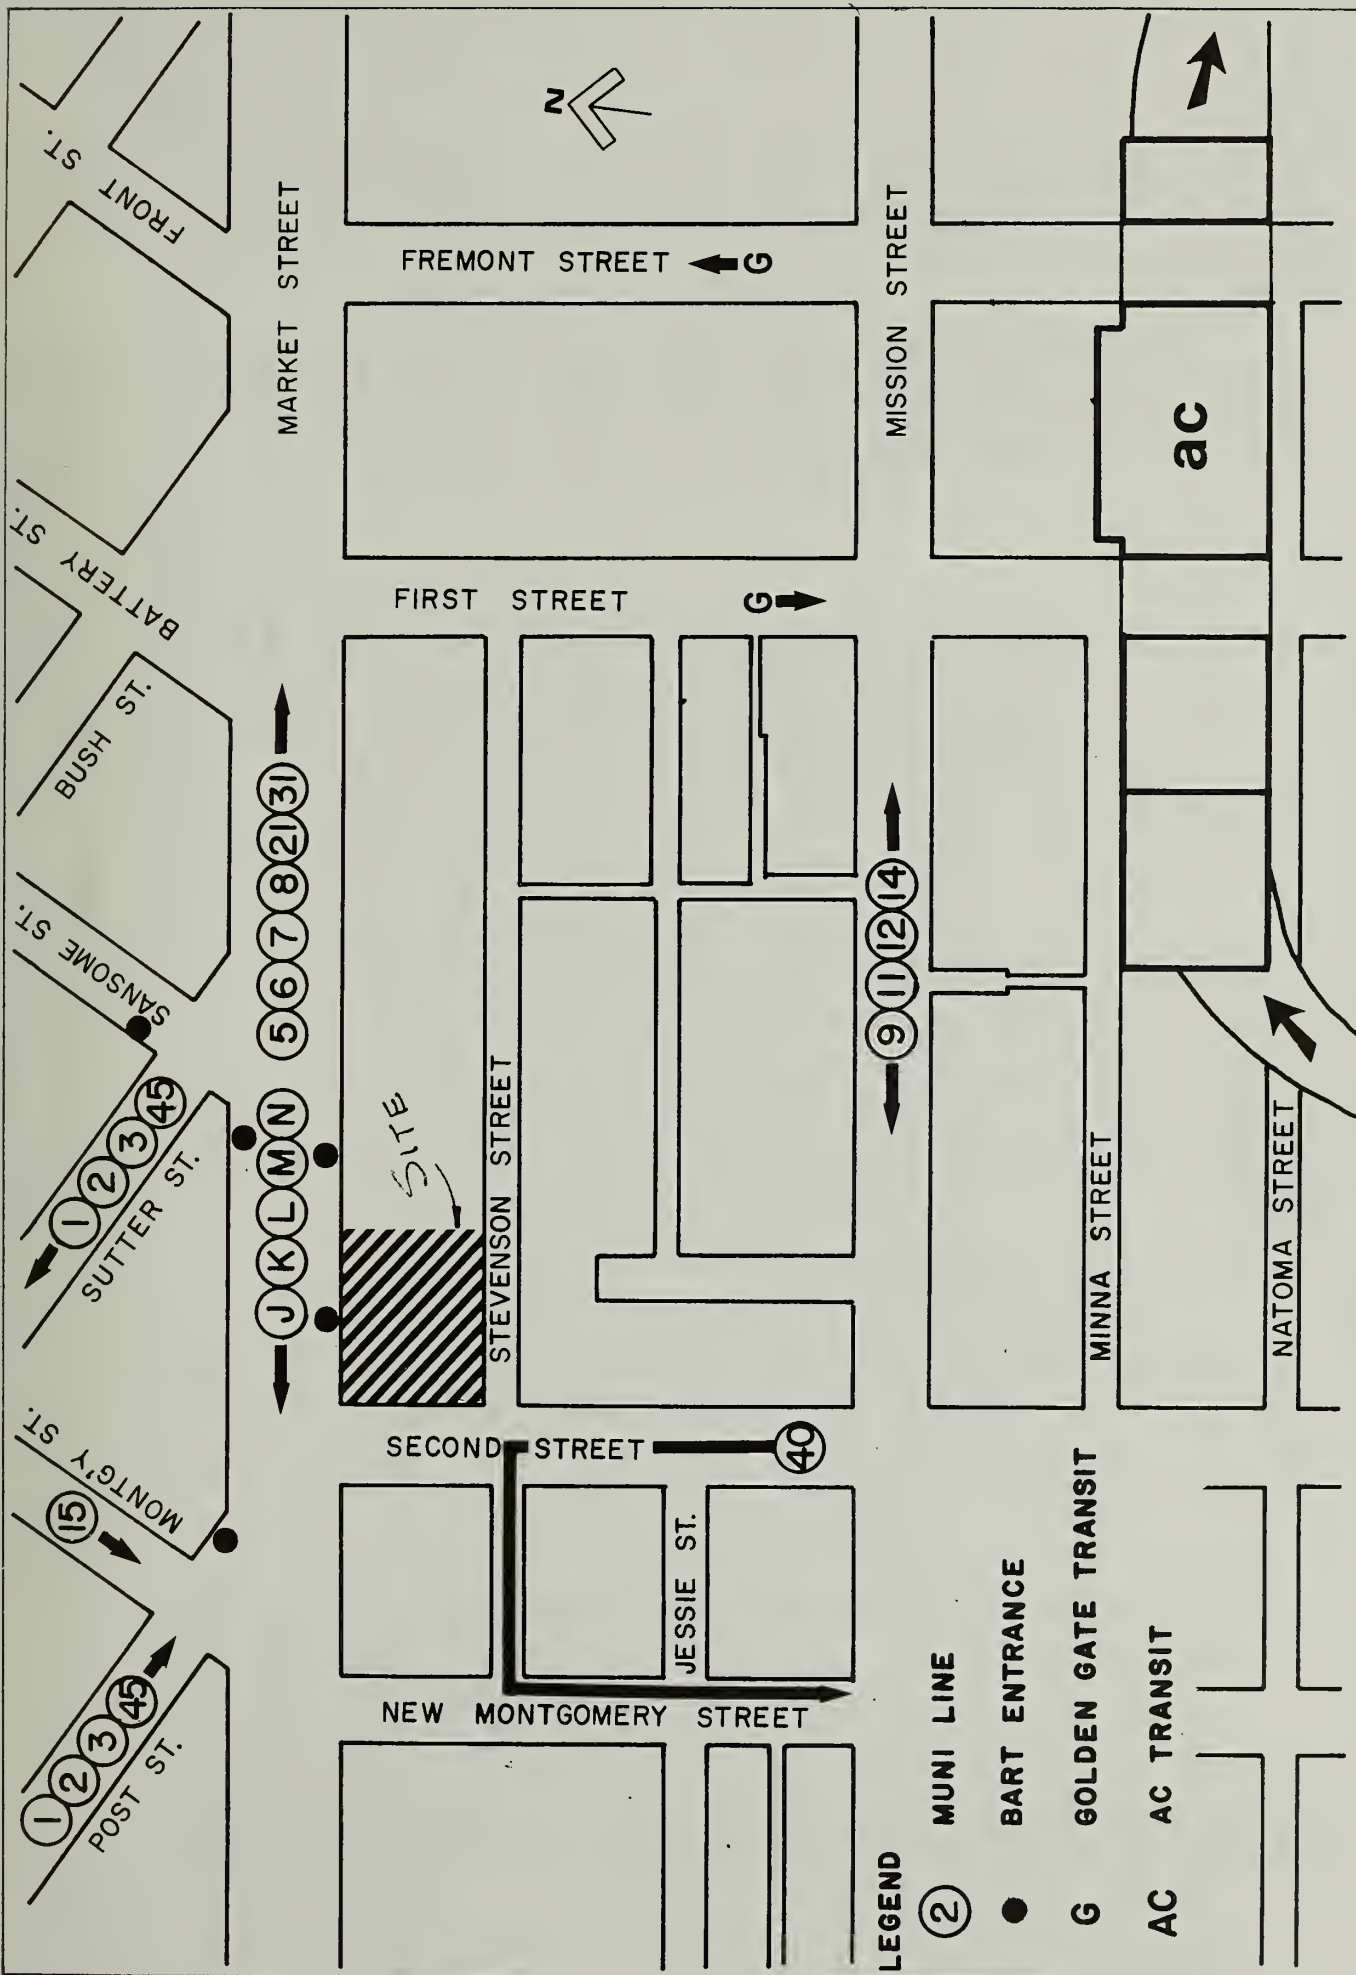 FRONT ST.
BATTERY ST.
BUSH ST.
SANSOME ST.
1 2 3 45
SUTTER ST.
MONTG'Y ST.
15
1 2 3 45
POST ST.
MARKET STREET
J K L M N 5 6 7 8 21 31
N
FREMONT STREET G
FIRST STREET G
SITE
STEVENSON STREET
SECOND STREET 40
JESSIE ST.
NEW MONTGOMERY STREET
MISSION STREET
9 11 12 14
ac
MINNA STREET
NATOMA STREET
LEGEND
2 MUNI LINE
BART ENTRANCE
G GOLDEN GATE TRANSIT
AC AC TRANSIT